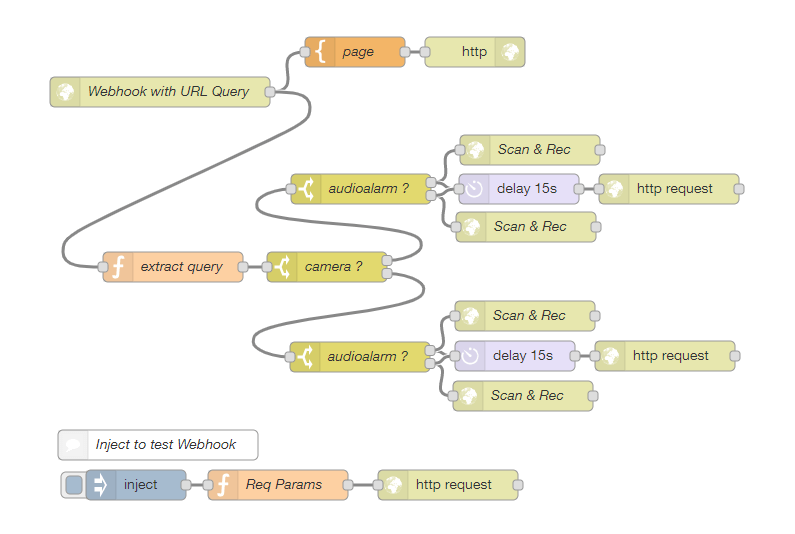 page
http
Webhook with URL Query
Scan & Rec
audioalarm ?
delay 15s
http request
Scan & Rec
extract query
camera ?
Scan & Rec
audioalarm ?
delay 15s
http request
Scan & Rec
Inject to test Webhook
inject
Req Params
http request